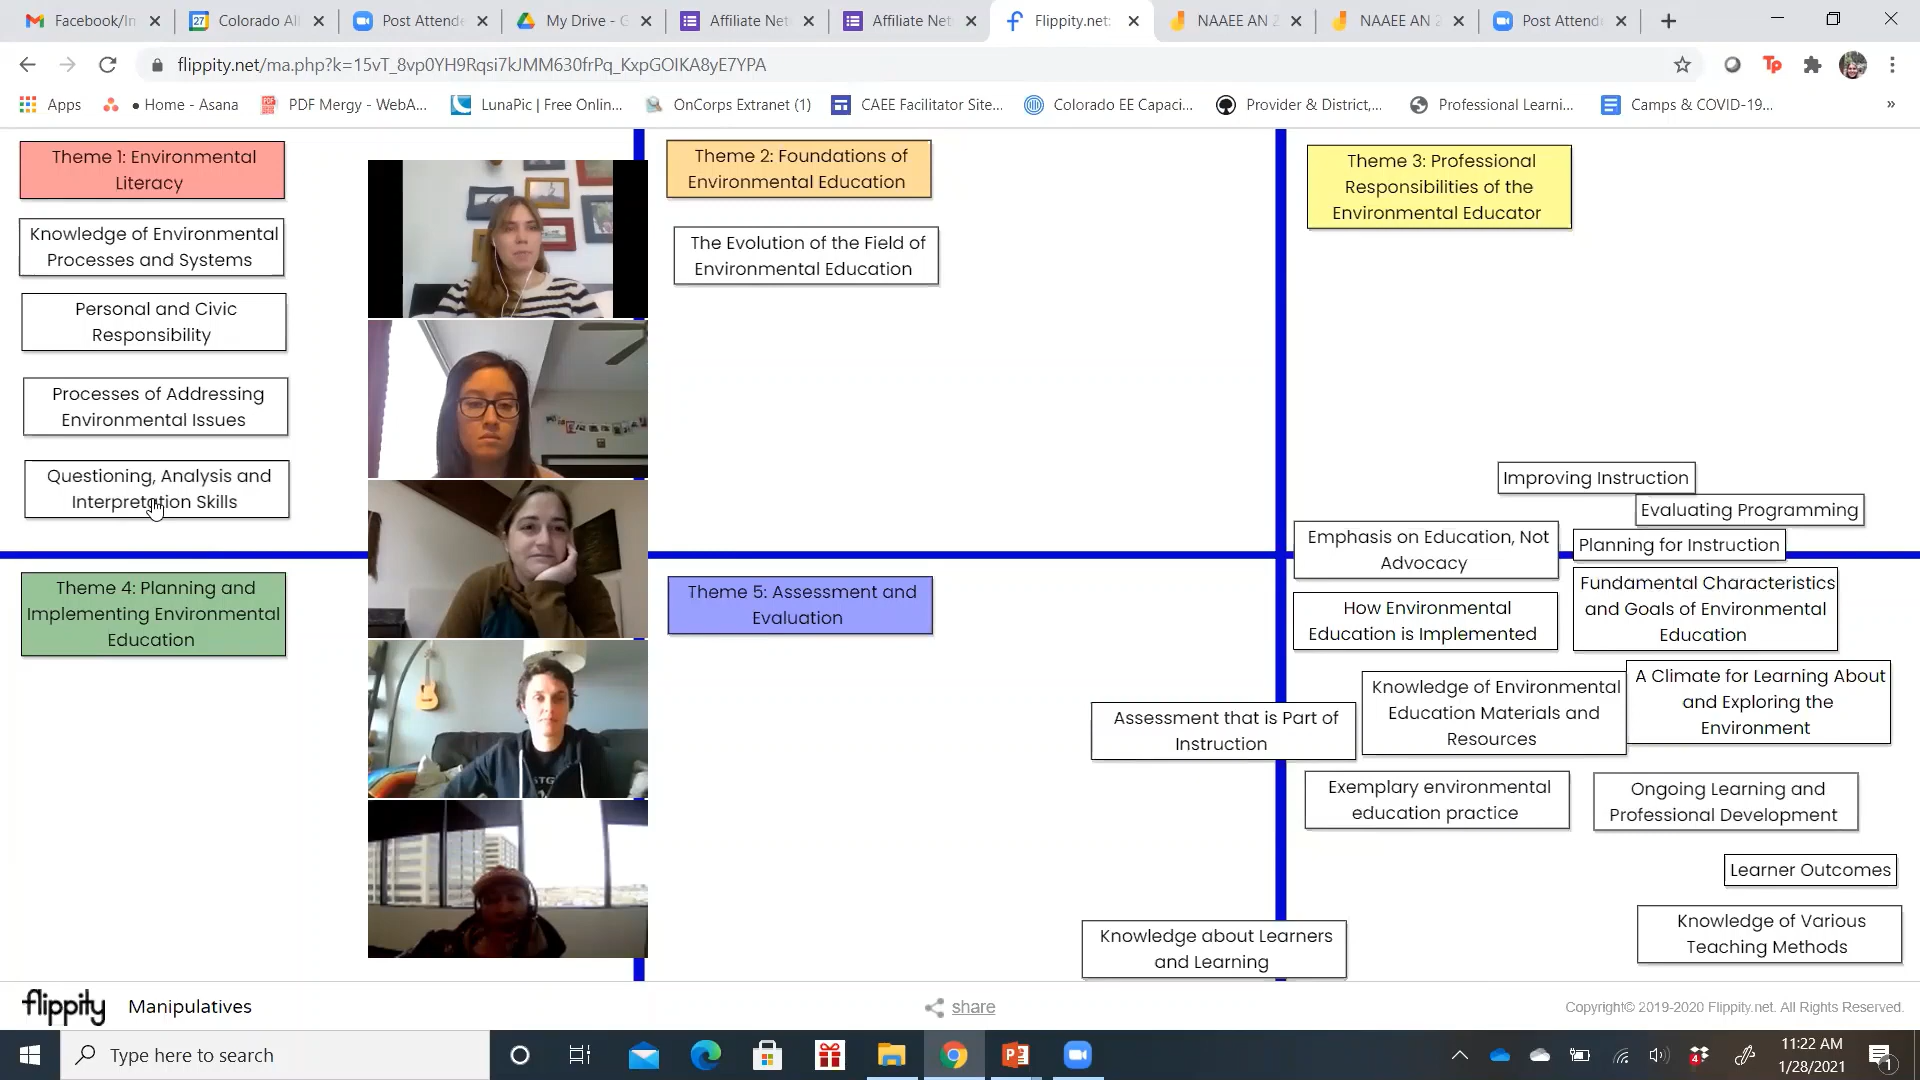 Facebook/In
Colorado Al
Post Attende
My Drive - G
Affiliate Net
Affiliate Net
Flippity.net:
NAAEE AN 2
NAAEE AN 2
Post Attend
flippity.net/ma.php?k=15vT_8vp0YH9Rqsi7kJMM630frPq_KxpGOIKA8yE7YPA
Apps
Home - Asana
PDF Mergy - WebA...
LunaPic | Free Onlin...
OnCorps Extranet (1)
CAEE Facilitator Site...
Colorado EE Capaci...
Provider & District,...
Professional Learni...
Camps & COVID-19...
Theme 1: Environmental
Literacy
Knowledge of Environmental
Processes and Systems
Personal and Civic
Responsibility
Processes of Addressing
Environmental Issues
Questioning, Analysis and
Interpretation Skills
Theme 2: Foundations of
Environmental Education
The Evolution of the Field of
Environmental Education
Theme 3: Professional
Responsibilities of the
Environmental Educator
Improving Instruction
Evaluating Programming
Emphasis on Education, Not
Advocacy
Planning for Instruction
Theme 4: Planning and
Implementing Environmental
Education
Theme 5: Assessment and
Evaluation
How Environmental
Education is Implemented
Fundamental Characteristics
and Goals of Environmental
Education
Assessment that is Part of
Instruction
Knowledge of Environmental
Education Materials and
Resources
A Climate for Learning About
and Exploring the
Environment
Exemplary environmental
education practice
Ongoing Learning and
Professional Development
Learner Outcomes
Knowledge about Learners
and Learning
Knowledge of Various
Teaching Methods
flippity
Manipulatives
share
Copyright© 2019-2020 Flippity.net. All Rights Reserved.
Type here to search
11:22 AM
1/28/2021